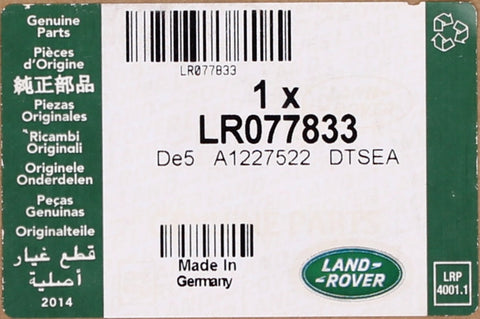 Genuine
Parts
Pièces
d'Origine
純正部品
Piezas
Originales
Ricambi
Originali
Originele
Onderdelen
Peças
Genuinas
Originalteile
قطع غيار
أصلية
2014
LR077833
1 x
LR077833
De5 A1227522 DTSEA
Made In
Germany
LAND
ROVER
LRP
4001.1